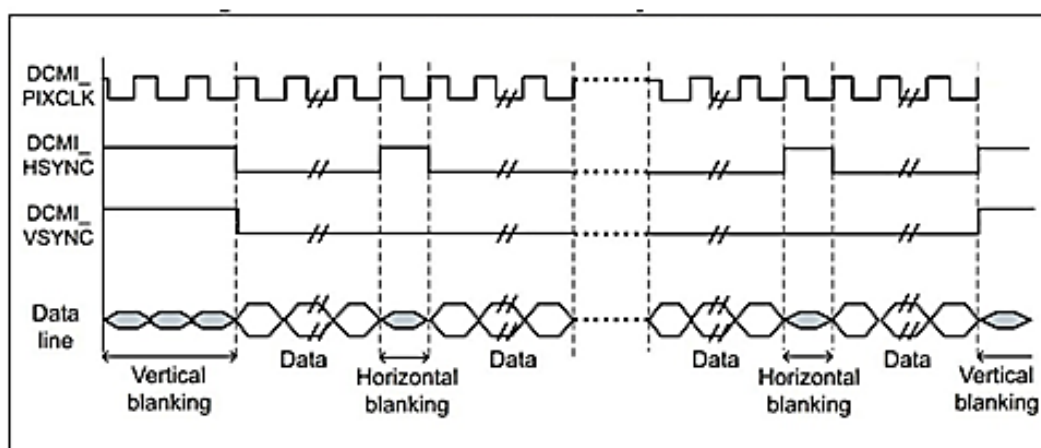 DCMI_
PIXCLK
DCMI_
HSYNC
DCMI_
VSYNC
Data
line
Data
Data
Data
Data
Vertical
blanking
Horizontal
blanking
Horizontal
blanking
Vertical
blanking